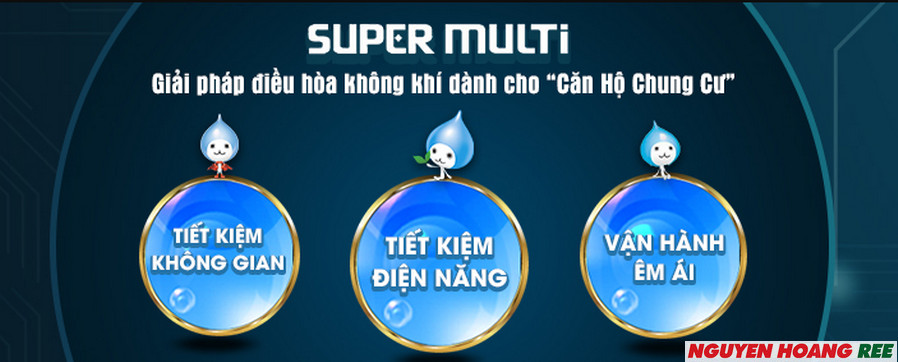 SUPER MULTi
Giải pháp điều hòa không khí dành cho “Căn Hộ Chung Cư”
TIẾT KIỆM
KHÔNG GIAN
TIẾT KIỆM
ĐIỆN NĂNG
VẬN HÀNH
ÊM ÁI
NGUYEN HOANG REE